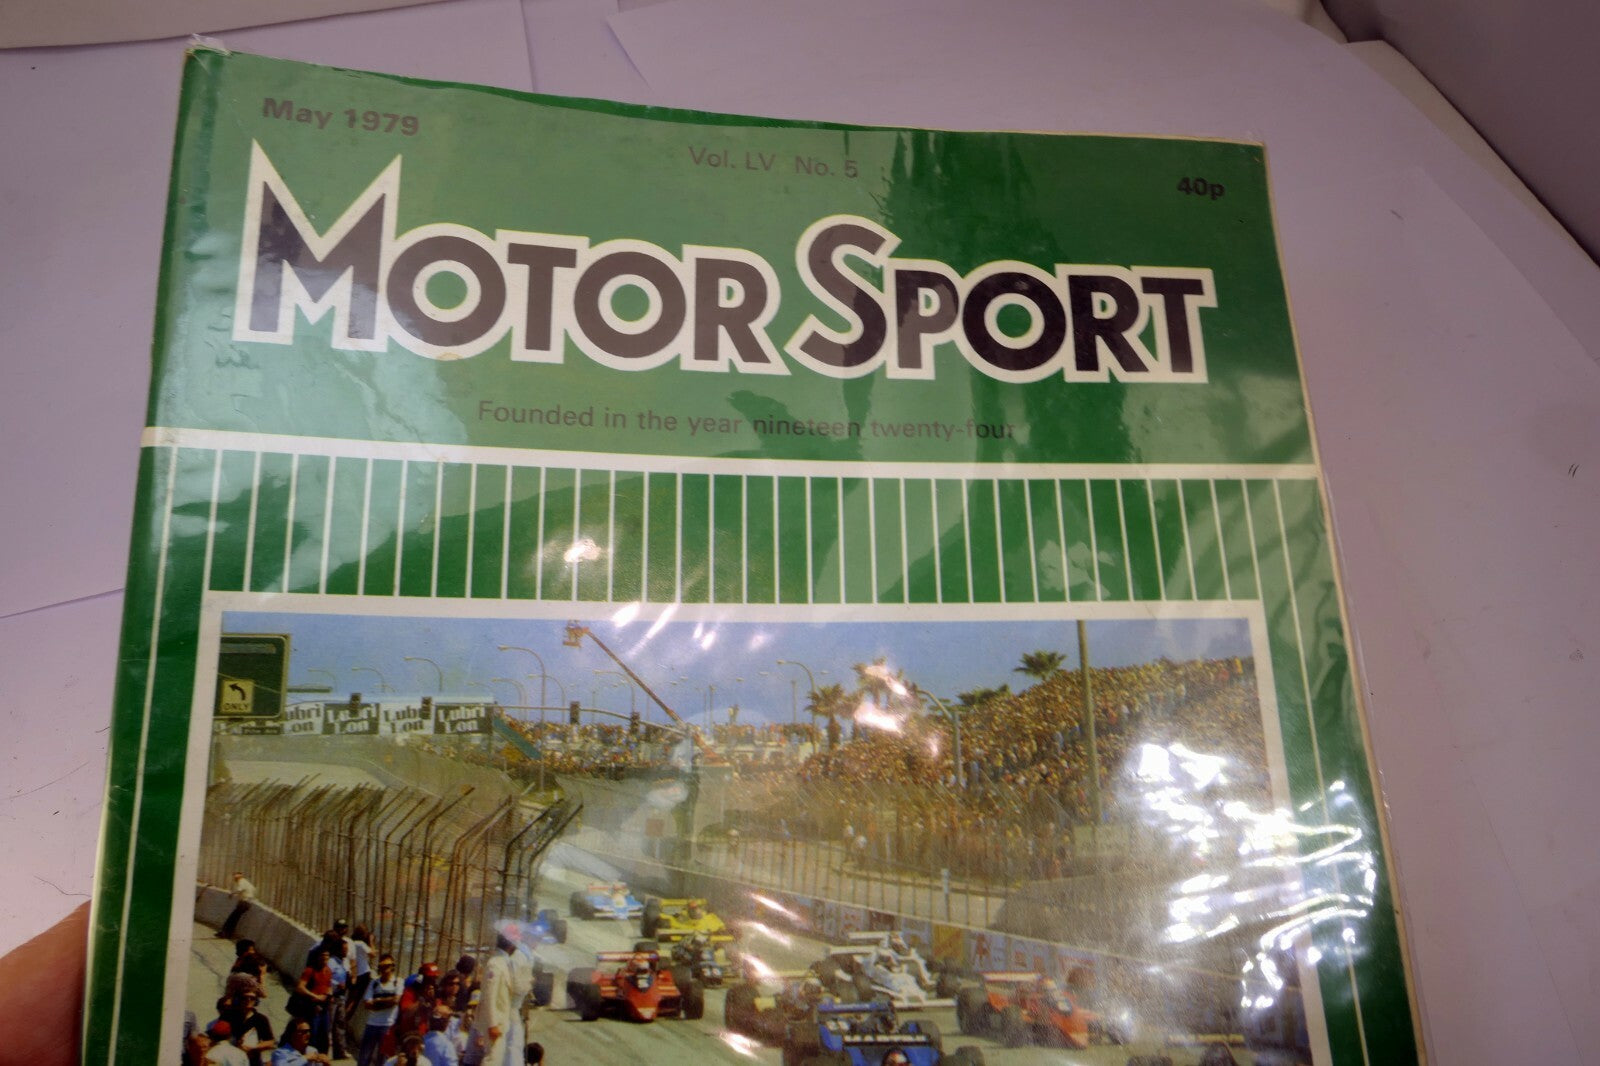 May 1979
Vol. LV No. 5
40p
MOTOR SPORT
Founded in the year nineteen twenty-four
ONLY
Lubri Lubri Lubri Lubri
Lon Lon Lon Lon